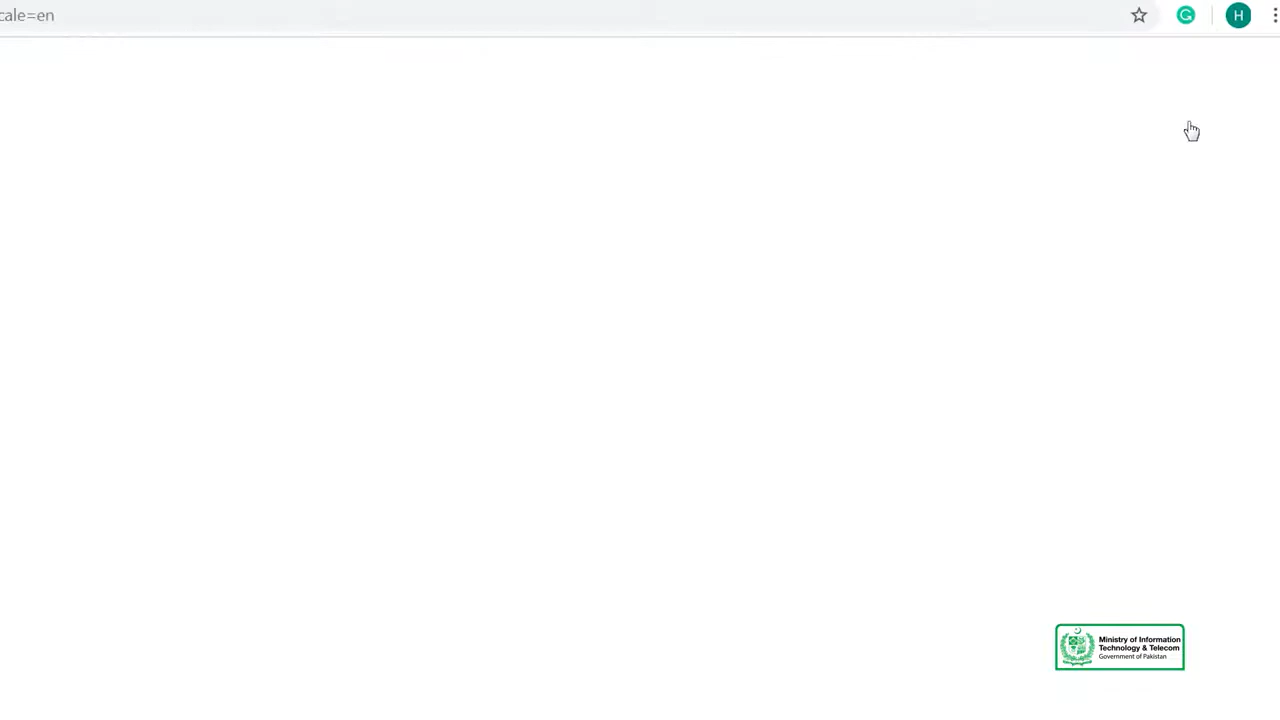 cale=en
H
Ministry of Information
Technology & Telecom
Government of Pakistan